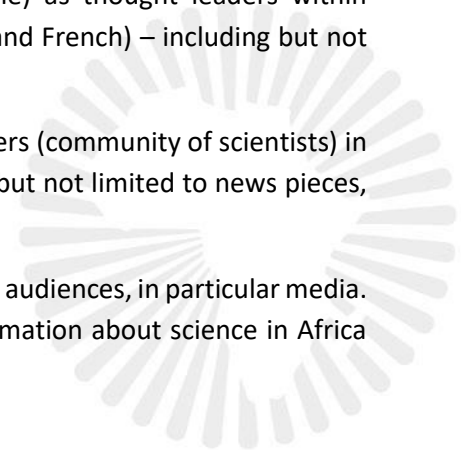 e) as thought leaders within
and French) – including but not
ers (community of scientists) in
but not limited to news pieces,
audiences, in particular media.
mation about science in Africa